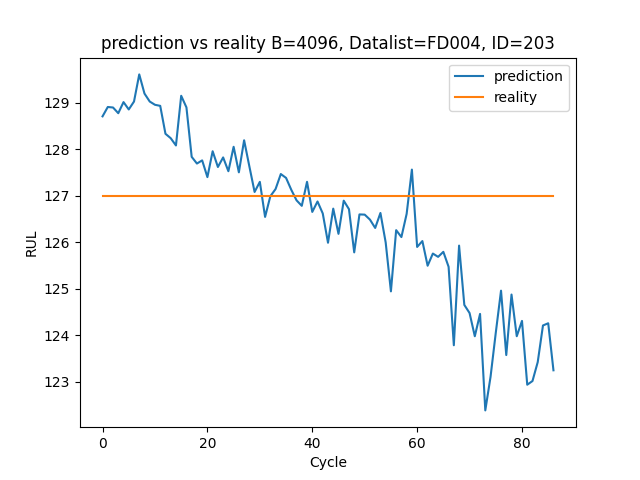 prediction vs reality B=4096, Datalist=FD004, ID=203
prediction
reality
RUL
129
128
127
126
125
124
123
0 20 40 60 80
Cycle